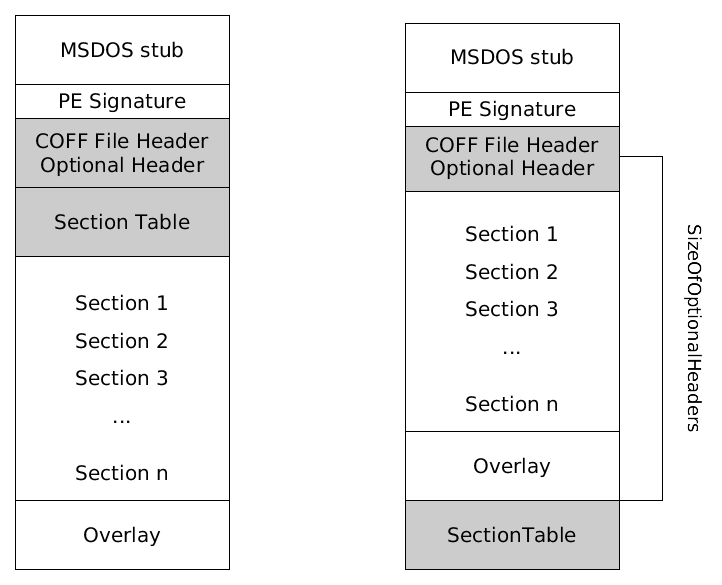 MSDOS stub
PE Signature
COFF File Header
Optional Header
Section Table
Section 1
Section 2
Section 3
...
Section n
Overlay
MSDOS stub
PE Signature
COFF File Header
Optional Header
Section 1
Section 2
Section 3
...
Section n
Overlay
SectionTable
SizeOfOptionalHeaders